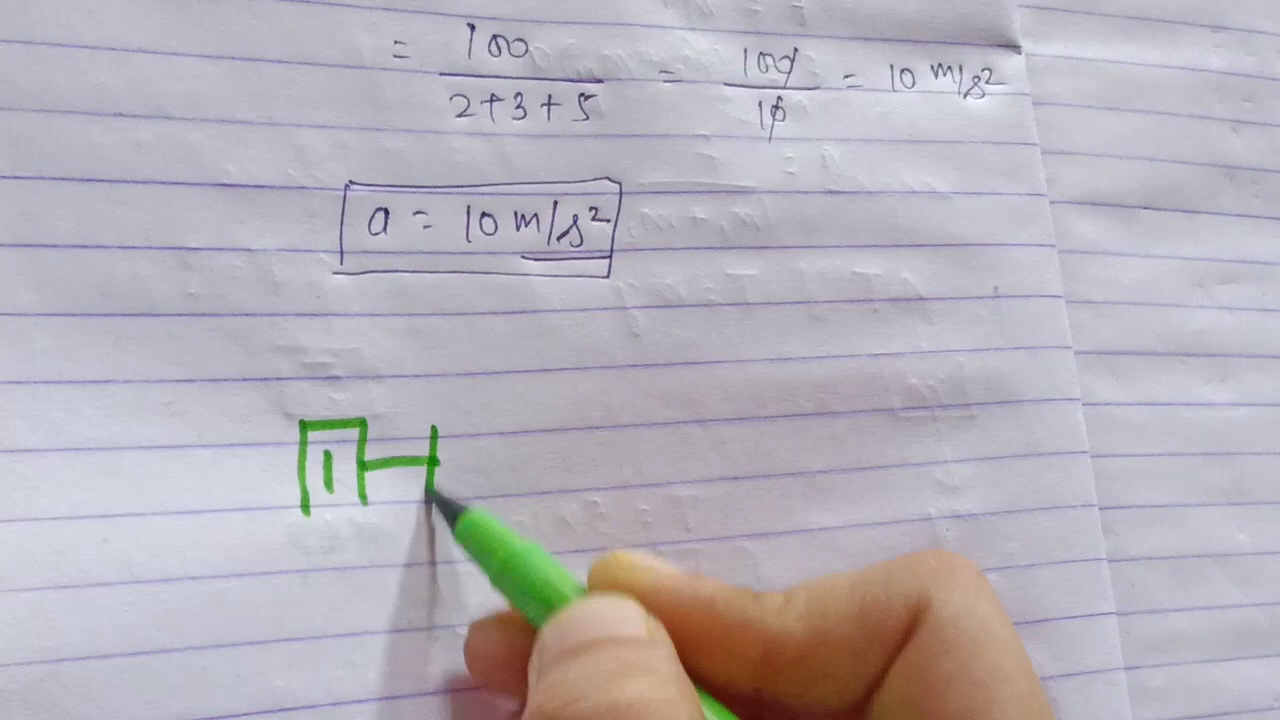 = 100 / 2+3+5 = 100 / 10 = 10 m/s²
a = 10 m/s²
1